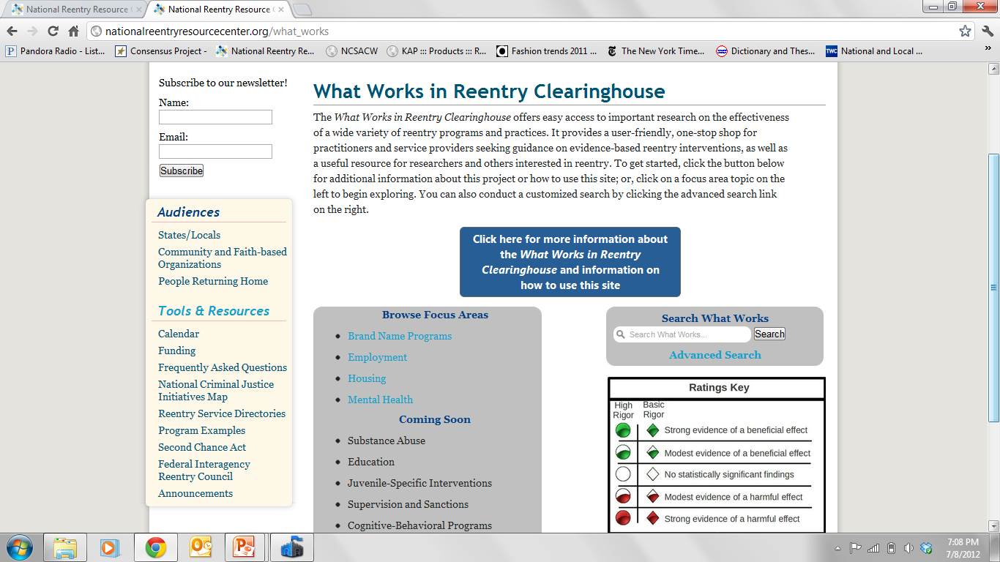 National Reentry Resource
National Reentry Resource
nationalreentryresourcecenter.org/what_works
Pandora Radio - List...
Consensus Project -
National Reentry Re...
NCSACW
KAP ::: Products ::: R...
Fashion trends 2011 ...
The New York Time...
Dictionary and Thes...
TWC
National and Local ...
Subscribe to our newsletter!
Name:
Email:
Subscribe
Audiences
States/Locals
Community and Faith-based
Organizations
People Returning Home
Tools & Resources
Calendar
Funding
Frequently Asked Questions
National Criminal Justice
Initiatives Map
Reentry Service Directories
Program Examples
Second Chance Act
Federal Interagency
Reentry Council
Announcements
What Works in Reentry Clearinghouse
The What Works in Reentry Clearinghouse offers easy access to important research on the effectiveness
of a wide variety of reentry programs and practices. It provides a user-friendly, one-stop shop for
practitioners and service providers seeking guidance on evidence-based reentry interventions, as well as
a useful resource for researchers and others interested in reentry. To get started, click the button below
for additional information about this project or how to use this site; or, click on a focus area topic on the
left to begin exploring. You can also conduct a customized search by clicking the advanced search link
on the right.
Click here for more information about
the What Works in Reentry
Clearinghouse and information on
how to use this site
Browse Focus Areas
Brand Name Programs
Employment
Housing
Mental Health
Coming Soon
Substance Abuse
Education
Juvenile-Specific Interventions
Supervision and Sanctions
Cognitive-Behavioral Programs
Search What Works
Search What Works...
Search
Advanced Search
Ratings Key
High Rigor
Basic Rigor
Strong evidence of a beneficial effect
Modest evidence of a beneficial effect
No statistically significant findings
Modest evidence of a harmful effect
Strong evidence of a harmful effect
7:08 PM
7/8/2012